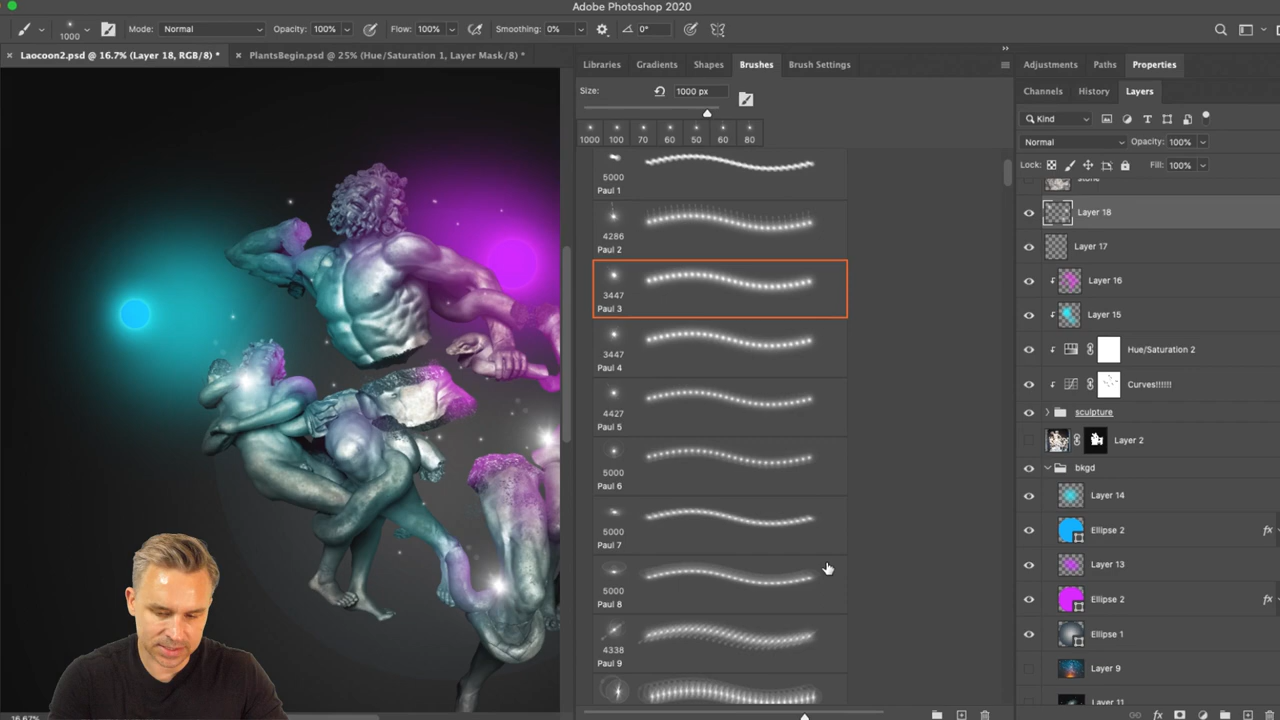 Adobe Photoshop 2020
1000 Mode: Normal Opacity: 100% Flow: 100% Smoothing: 0% 0°
× Laocoon2.psd @ 16.7% (Layer 18, RGB/8) * × PlantsBegin.psd @ 25% (Hue/Saturation 1, Layer Mask/8) *
Libraries Gradients Shapes Brushes Brush Settings
Size: 1000 px
1000 100 70 60 50 60 80
5000
Paul 1
4286
Paul 2
3447
Paul 3
3447
Paul 4
4427
Paul 5
5000
Paul 6
5000
Paul 7
5000
Paul 8
4338
Paul 9
Adjustments Paths Properties
Channels History Layers
Kind
Normal Opacity: 100%
Lock: Fill: 100%
Layer 18
Layer 17
Layer 16
Layer 15
Hue/Saturation 2
Curves!!!!!!
sculpture
Layer 2
bkgd
Layer 14
Ellipse 2 fx
Layer 13
Ellipse 2 fx
Ellipse 1
Layer 9
Layer 11
fx